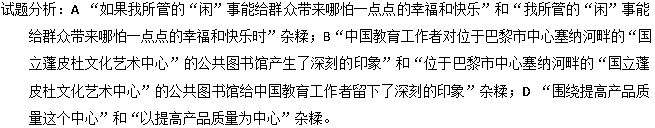 试题分析：A “如果我所管的“闲”事能给群众带来哪怕一点点的幸福和快乐”和“我所管的“闲”事能
给群众带来哪怕一点点的幸福和快乐时”杂糅；B“中国教育工作者对位于巴黎市中心塞纳河畔的“国
立蓬皮杜文化艺术中心”的公共图书馆产生了深刻的印象”和“位于巴黎市中心塞纳河畔的“国立蓬
皮杜文化艺术中心”的公共图书馆给中国教育工作者留下了深刻的印象”杂糅；D “围绕提高产品质
量这个中心”和“以提高产品质量为中心”杂糅。